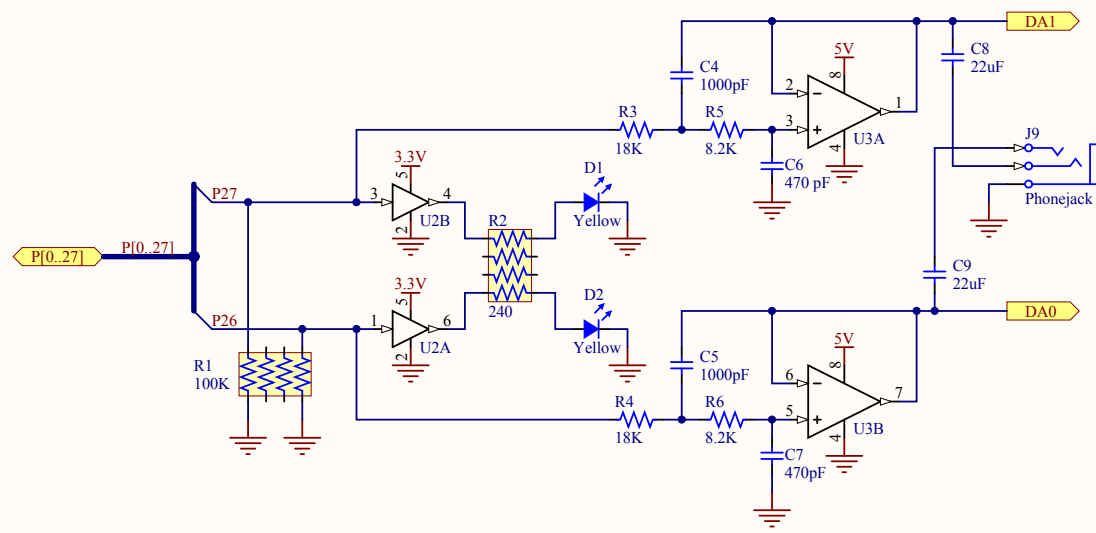 DA1
5V
8
C8
22uF
C4
1000pF
2
1
R3
R5
3
U3A
J9
18K
8.2K
4
C6
470 pF
3.3V
5
D1
Phonejack
P27
3
4
U2B
R2
Yellow
2
P[0..27]
P[0..27]
3.3V
5
C9
22uF
240
D2
DA0
P26
1
6
U2A
Yellow
2
5V
8
C5
1000pF
R1
100K
6
7
R4
R6
5
U3B
18K
8.2K
4
C7
470pF